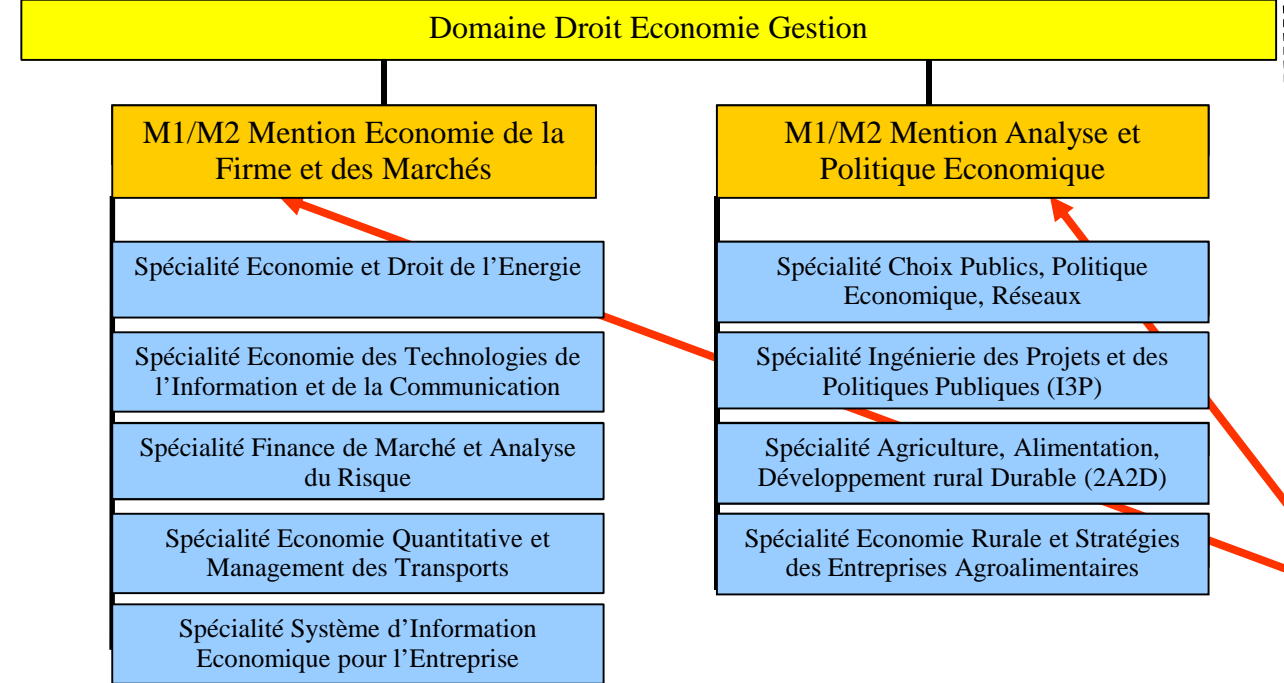 Domaine Droit Economie Gestion
M1/M2 Mention Economie de la
Firme et des Marchés
Spécialité Economie et Droit de l’Energie
Spécialité Economie des Technologies de
l’Information et de la Communication
Spécialité Finance de Marché et Analyse
du Risque
Spécialité Economie Quantitative et
Management des Transports
Spécialité Système d’Information
Economique pour l’Entreprise
M1/M2 Mention Analyse et
Politique Economique
Spécialité Choix Publics, Politique
Economique, Réseaux
Spécialité Ingénierie des Projets et des
Politiques Publiques (I3P)
Spécialité Agriculture, Alimentation,
Développement rural Durable (2A2D)
Spécialité Economie Rurale et Stratégies
des Entreprises Agroalimentaires